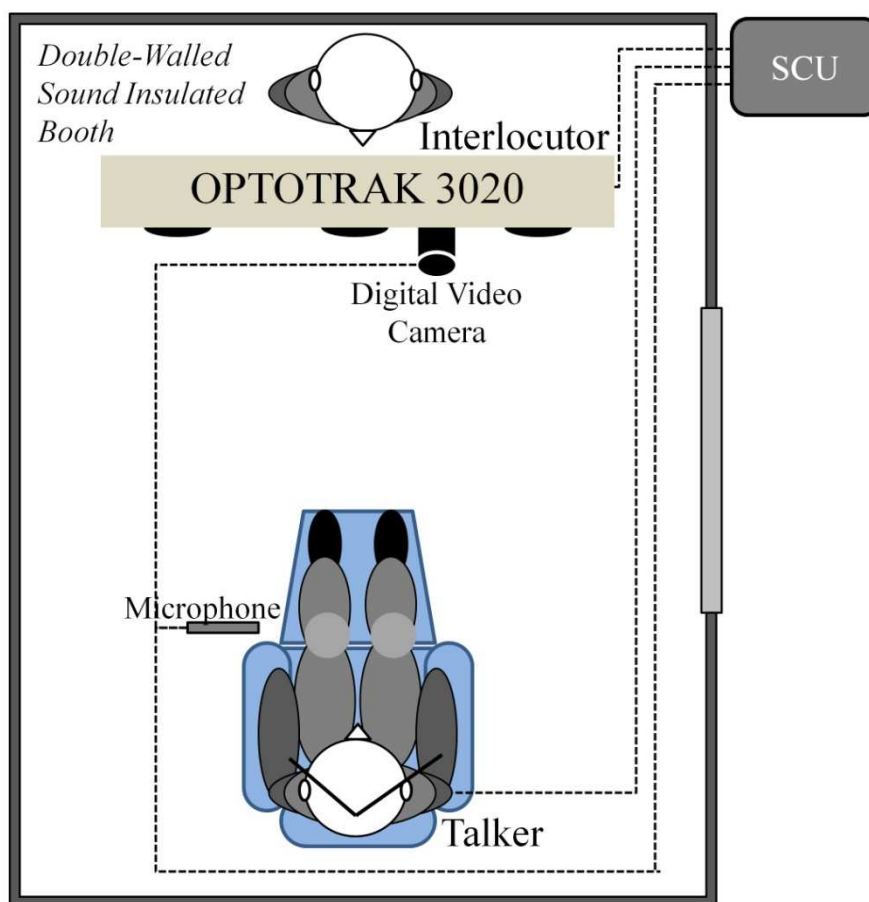 Double-Walled
Sound Insulated
Booth
SCU
Interlocutor
OPTOTRAK 3020
Digital Video
Camera
Microphone
Talker